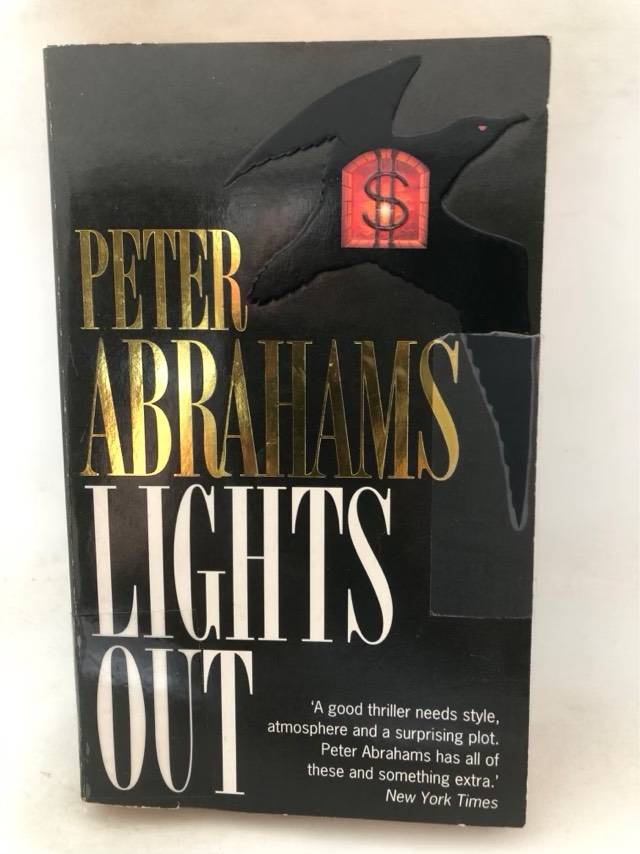 $
PETER
ABRAHAMS
LIGHTS
OUT
'A good thriller needs style,
atmosphere and a surprising plot.
Peter Abrahams has all of
these and something extra.'
New York Times